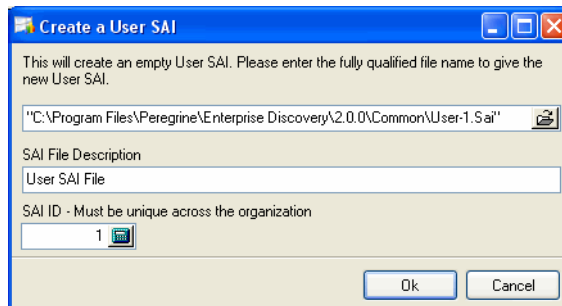 Create a User SAI
This will create an empty User SAI. Please enter the fully qualified file name to give the
new User SAI.
"C:\Program Files\Peregrine\Enterprise Discovery\2.0.0\Common\User-1.Sai"
SAI File Description
User SAI File
SAI ID - Must be unique across the organization
1
Ok Cancel